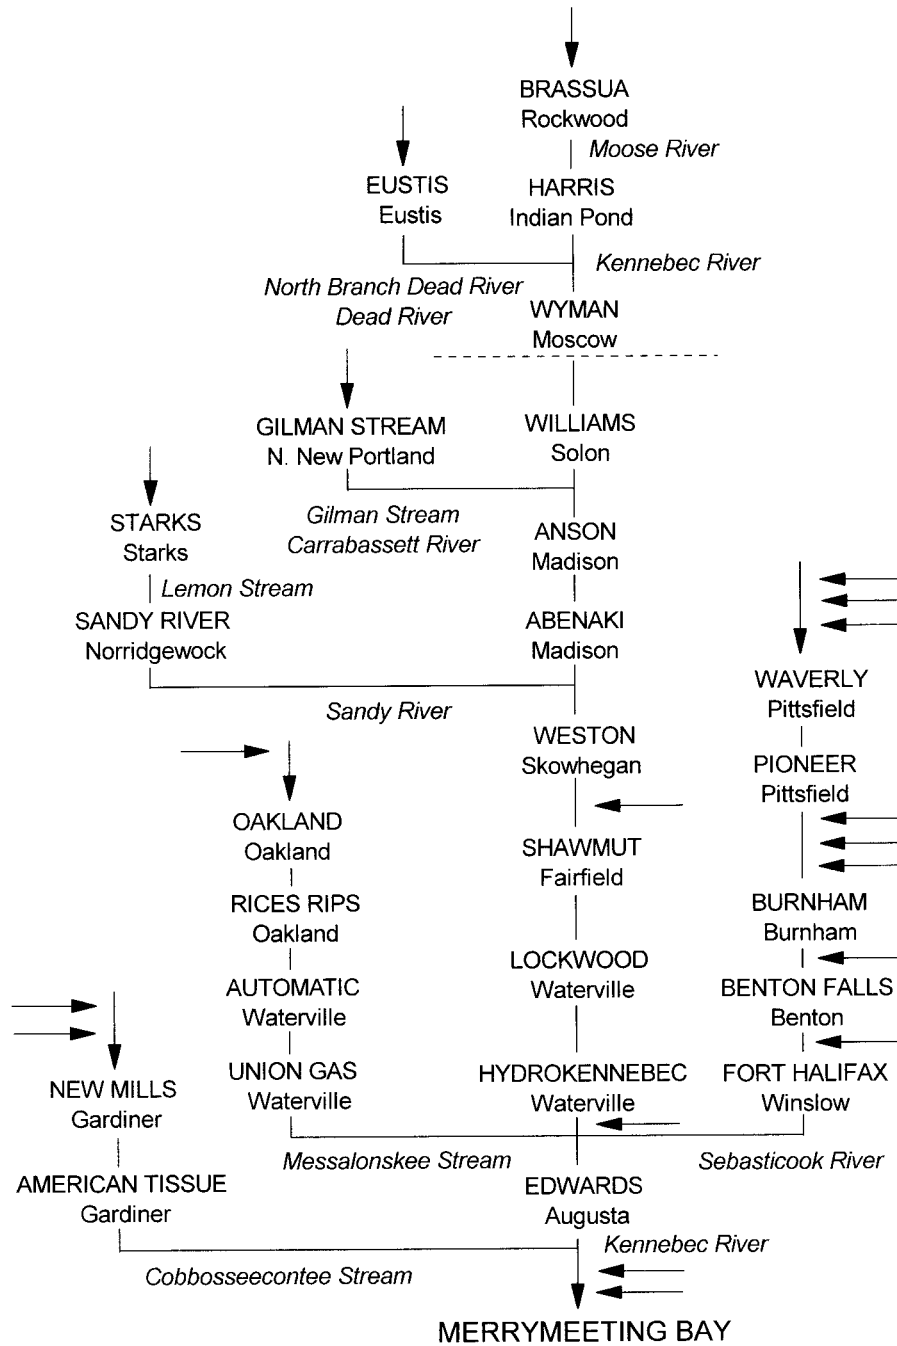 BRASSUA
Rockwood
Moose River
EUSTIS
Eustis
HARRIS
Indian Pond
Kennebec River
North Branch Dead River
Dead River
WYMAN
Moscow
GILMAN STREAM
N. New Portland
WILLIAMS
Solon
Gilman Stream
Carrabassett River
STARKS
Starks
ANSON
Madison
Lemon Stream
SANDY RIVER
Norridgewock
ABENAKI
Madison
WAVERLY
Pittsfield
Sandy River
WESTON
Skowhegan
PIONEER
Pittsfield
OAKLAND
Oakland
SHAWMUT
Fairfield
RICES RIPS
Oakland
BURNHAM
Burnham
LOCKWOOD
Waterville
AUTOMATIC
Waterville
BENTON FALLS
Benton
NEW MILLS
Gardiner
UNION GAS
Waterville
HYDROKENNEBEC
Waterville
FORT HALIFAX
Winslow
Messalonskee Stream
Sebasticook River
AMERICAN TISSUE
Gardiner
EDWARDS
Augusta
Kennebec River
Cobbosseecontee Stream
MERRYMEETING BAY